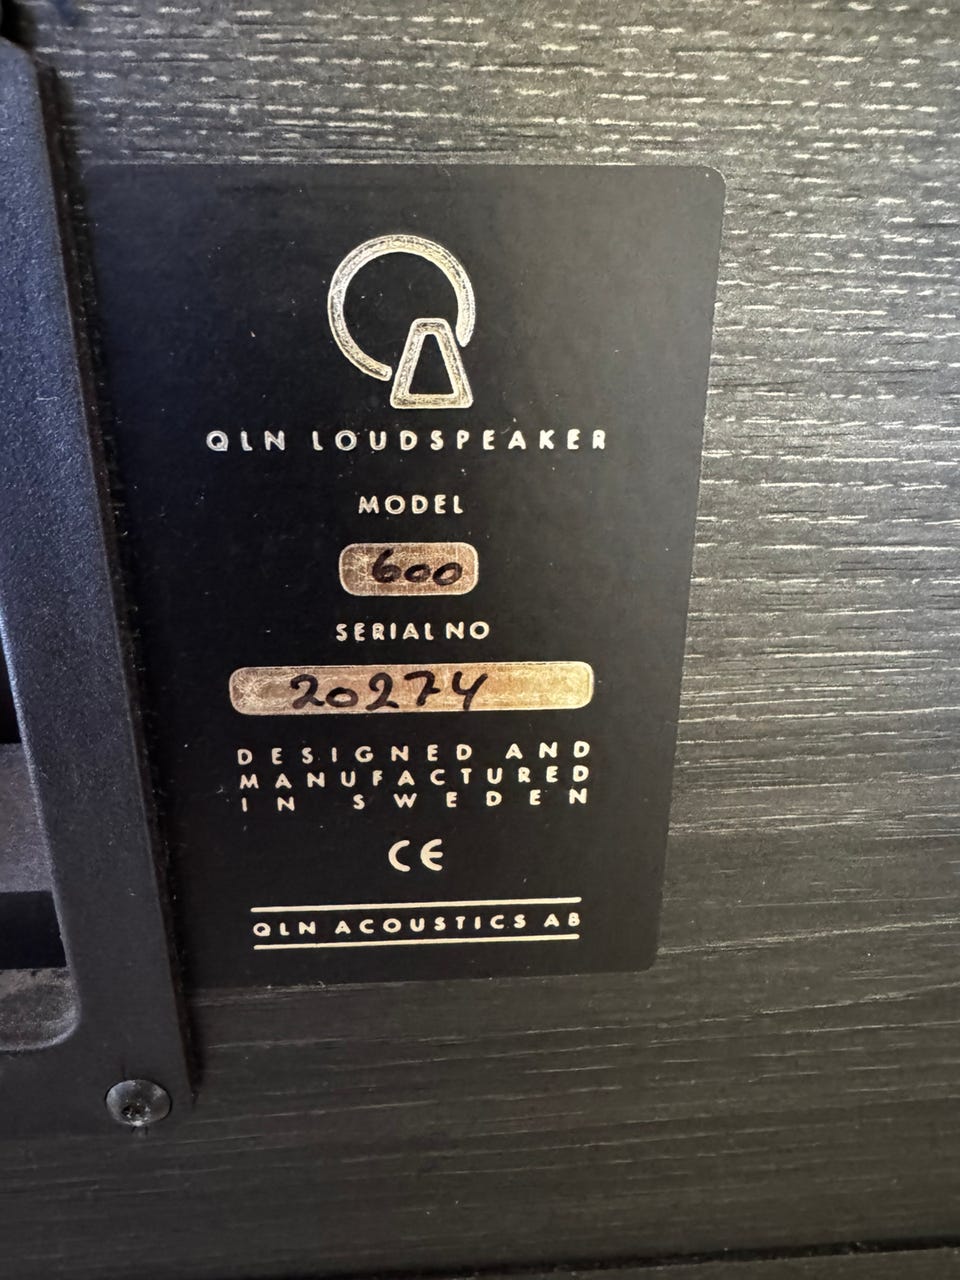 QLN LOUDSPEAKER
MODEL
600
SERIAL NO
20274
DESIGNED AND
MANUFACTURED
IN SWEDEN
CE
QLN ACOUSTICS AB